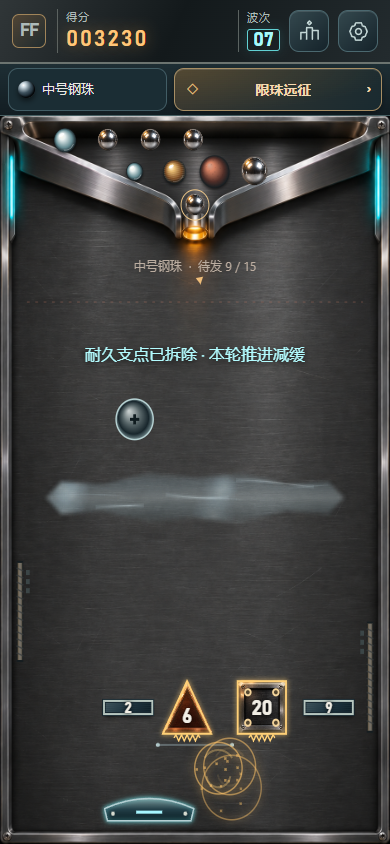 FF
得分
003230
波次
07
中号钢珠
限珠远征
中号钢珠 · 待发 9 / 15
耐久支点已拆除 · 本轮推进减缓
2
6
20
9